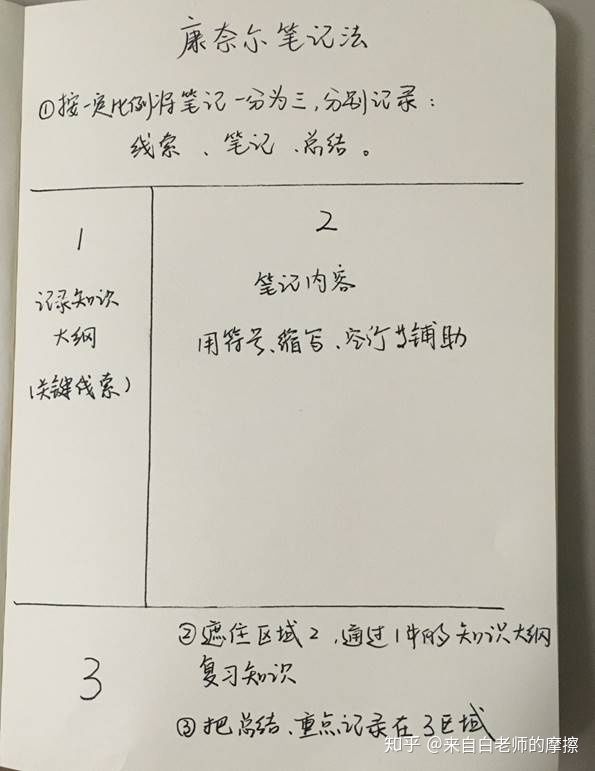 康奈尔笔记法
①按一定比例将笔记一分为三,分别记录:
线索、笔记、总结。
1
记录知识
大纲
(关键线索)
2
笔记内容
用符号、缩写、空行等辅助
3
②遮住区域2,通过1中的知识大纲
复习知识
③把总结、重点记录在3区域
知乎 @来自白老师的摩擦